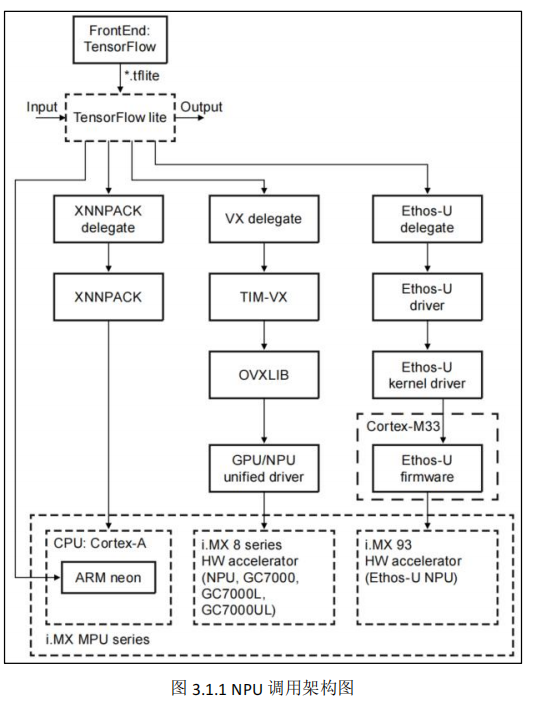 FrontEnd:
TensorFlow
*.tflite
Input
TensorFlow lite
Output
XNNPACK
delegate
VX delegate
Ethos-U
delegate
XNNPACK
TIM-VX
Ethos-U
driver
OVXLIB
Ethos-U
kernel driver
Cortex-M33
GPU/NPU
unified driver
Ethos-U
firmware
CPU: Cortex-A
ARM neon
i.MX 8 series
HW accelerator
(NPU, GC7000,
GC7000L,
GC7000UL)
i.MX 93
HW accelerator
(Ethos-U NPU)
i.MX MPU series
图 3.1.1 NPU 调用架构图